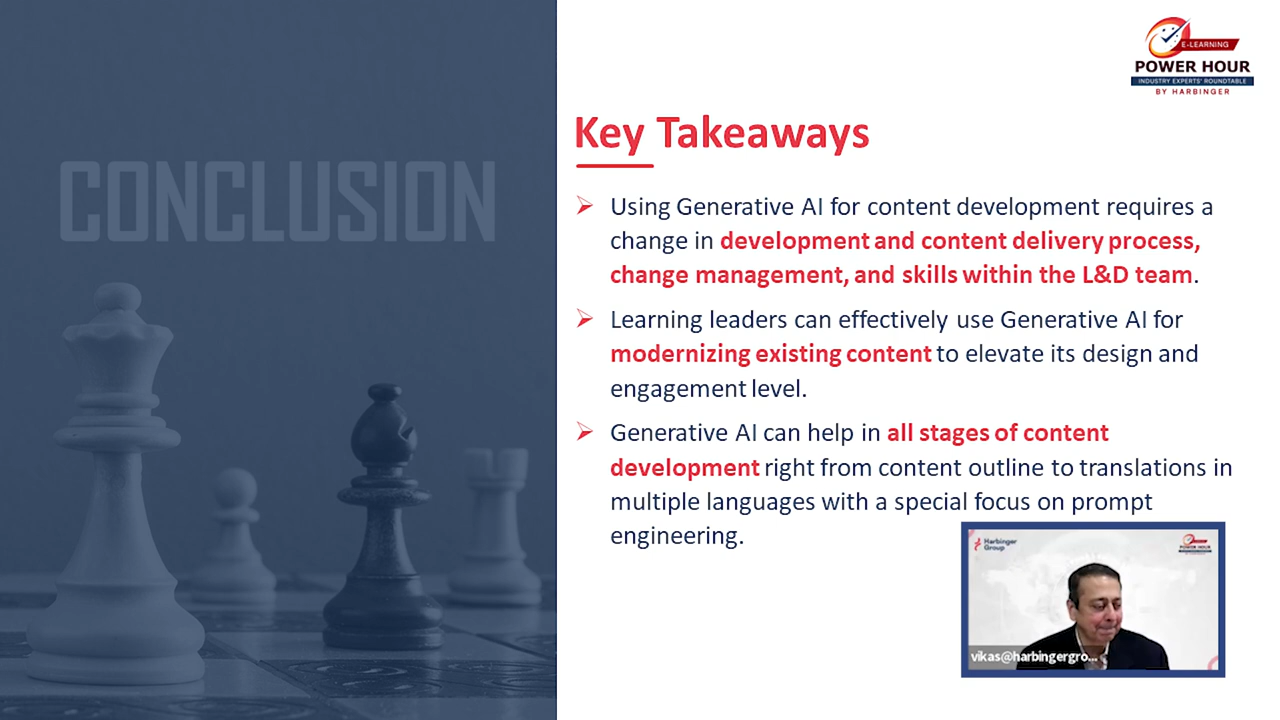 CONCLUSION
E-LEARNING
POWER HOUR
INDUSTRY EXPERTS' ROUNDTABLE
BY HARBINGER
Key Takeaways
Using Generative AI for content development requires a
change in development and content delivery process,
change management, and skills within the L&D team.
Learning leaders can effectively use Generative AI for
modernizing existing content to elevate its design and
engagement level.
Generative AI can help in all stages of content
development right from content outline to translations in
multiple languages with a special focus on prompt
engineering.
Harbinger
Group
POWER HOUR
vikas@harbingergro...